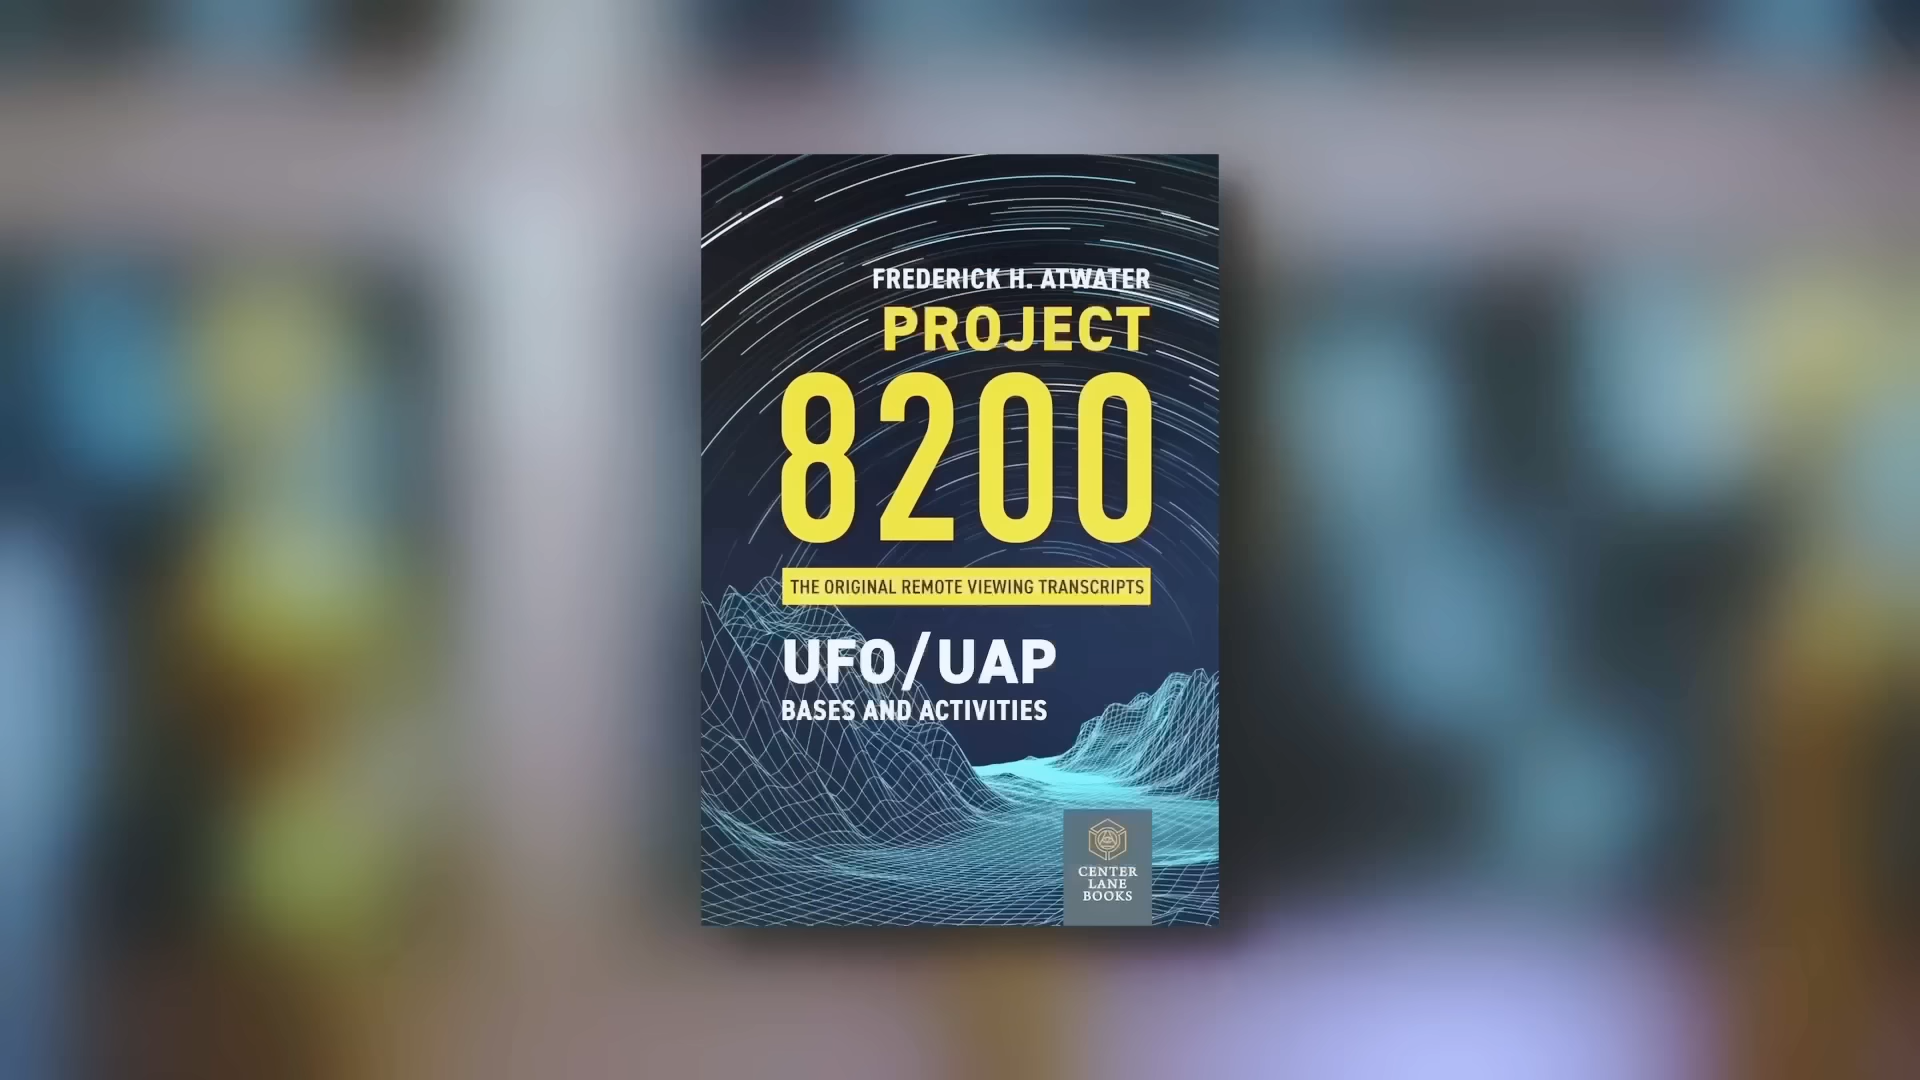 FREDERICK H. ATWATER
PROJECT
8200
THE ORIGINAL REMOTE VIEWING TRANSCRIPTS
UFO/UAP
BASES AND ACTIVITIES
CENTER
LANE
BOOKS